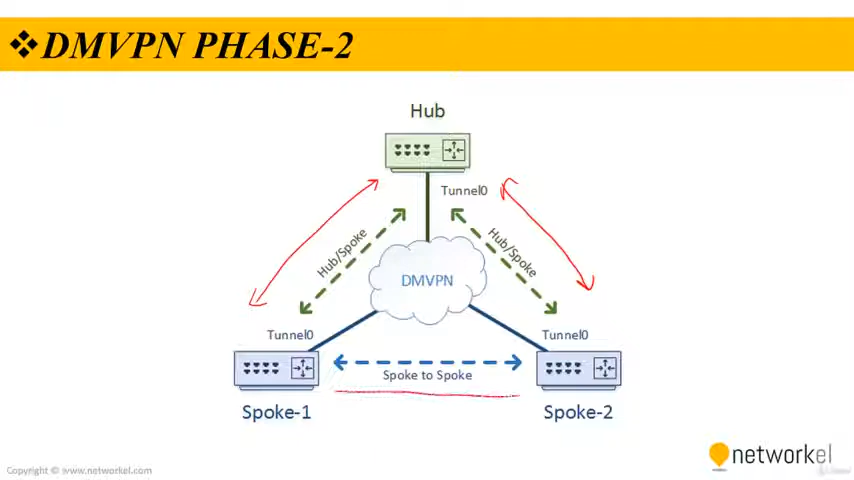 ❖DMVPN PHASE-2
Hub
Tunnel0
Hub/Spoke
Hub/Spoke
DMVPN
Tunnel0
Tunnel0
Spoke to Spoke
Spoke-1
Spoke-2
networkel
Copyright © www.networkel.com